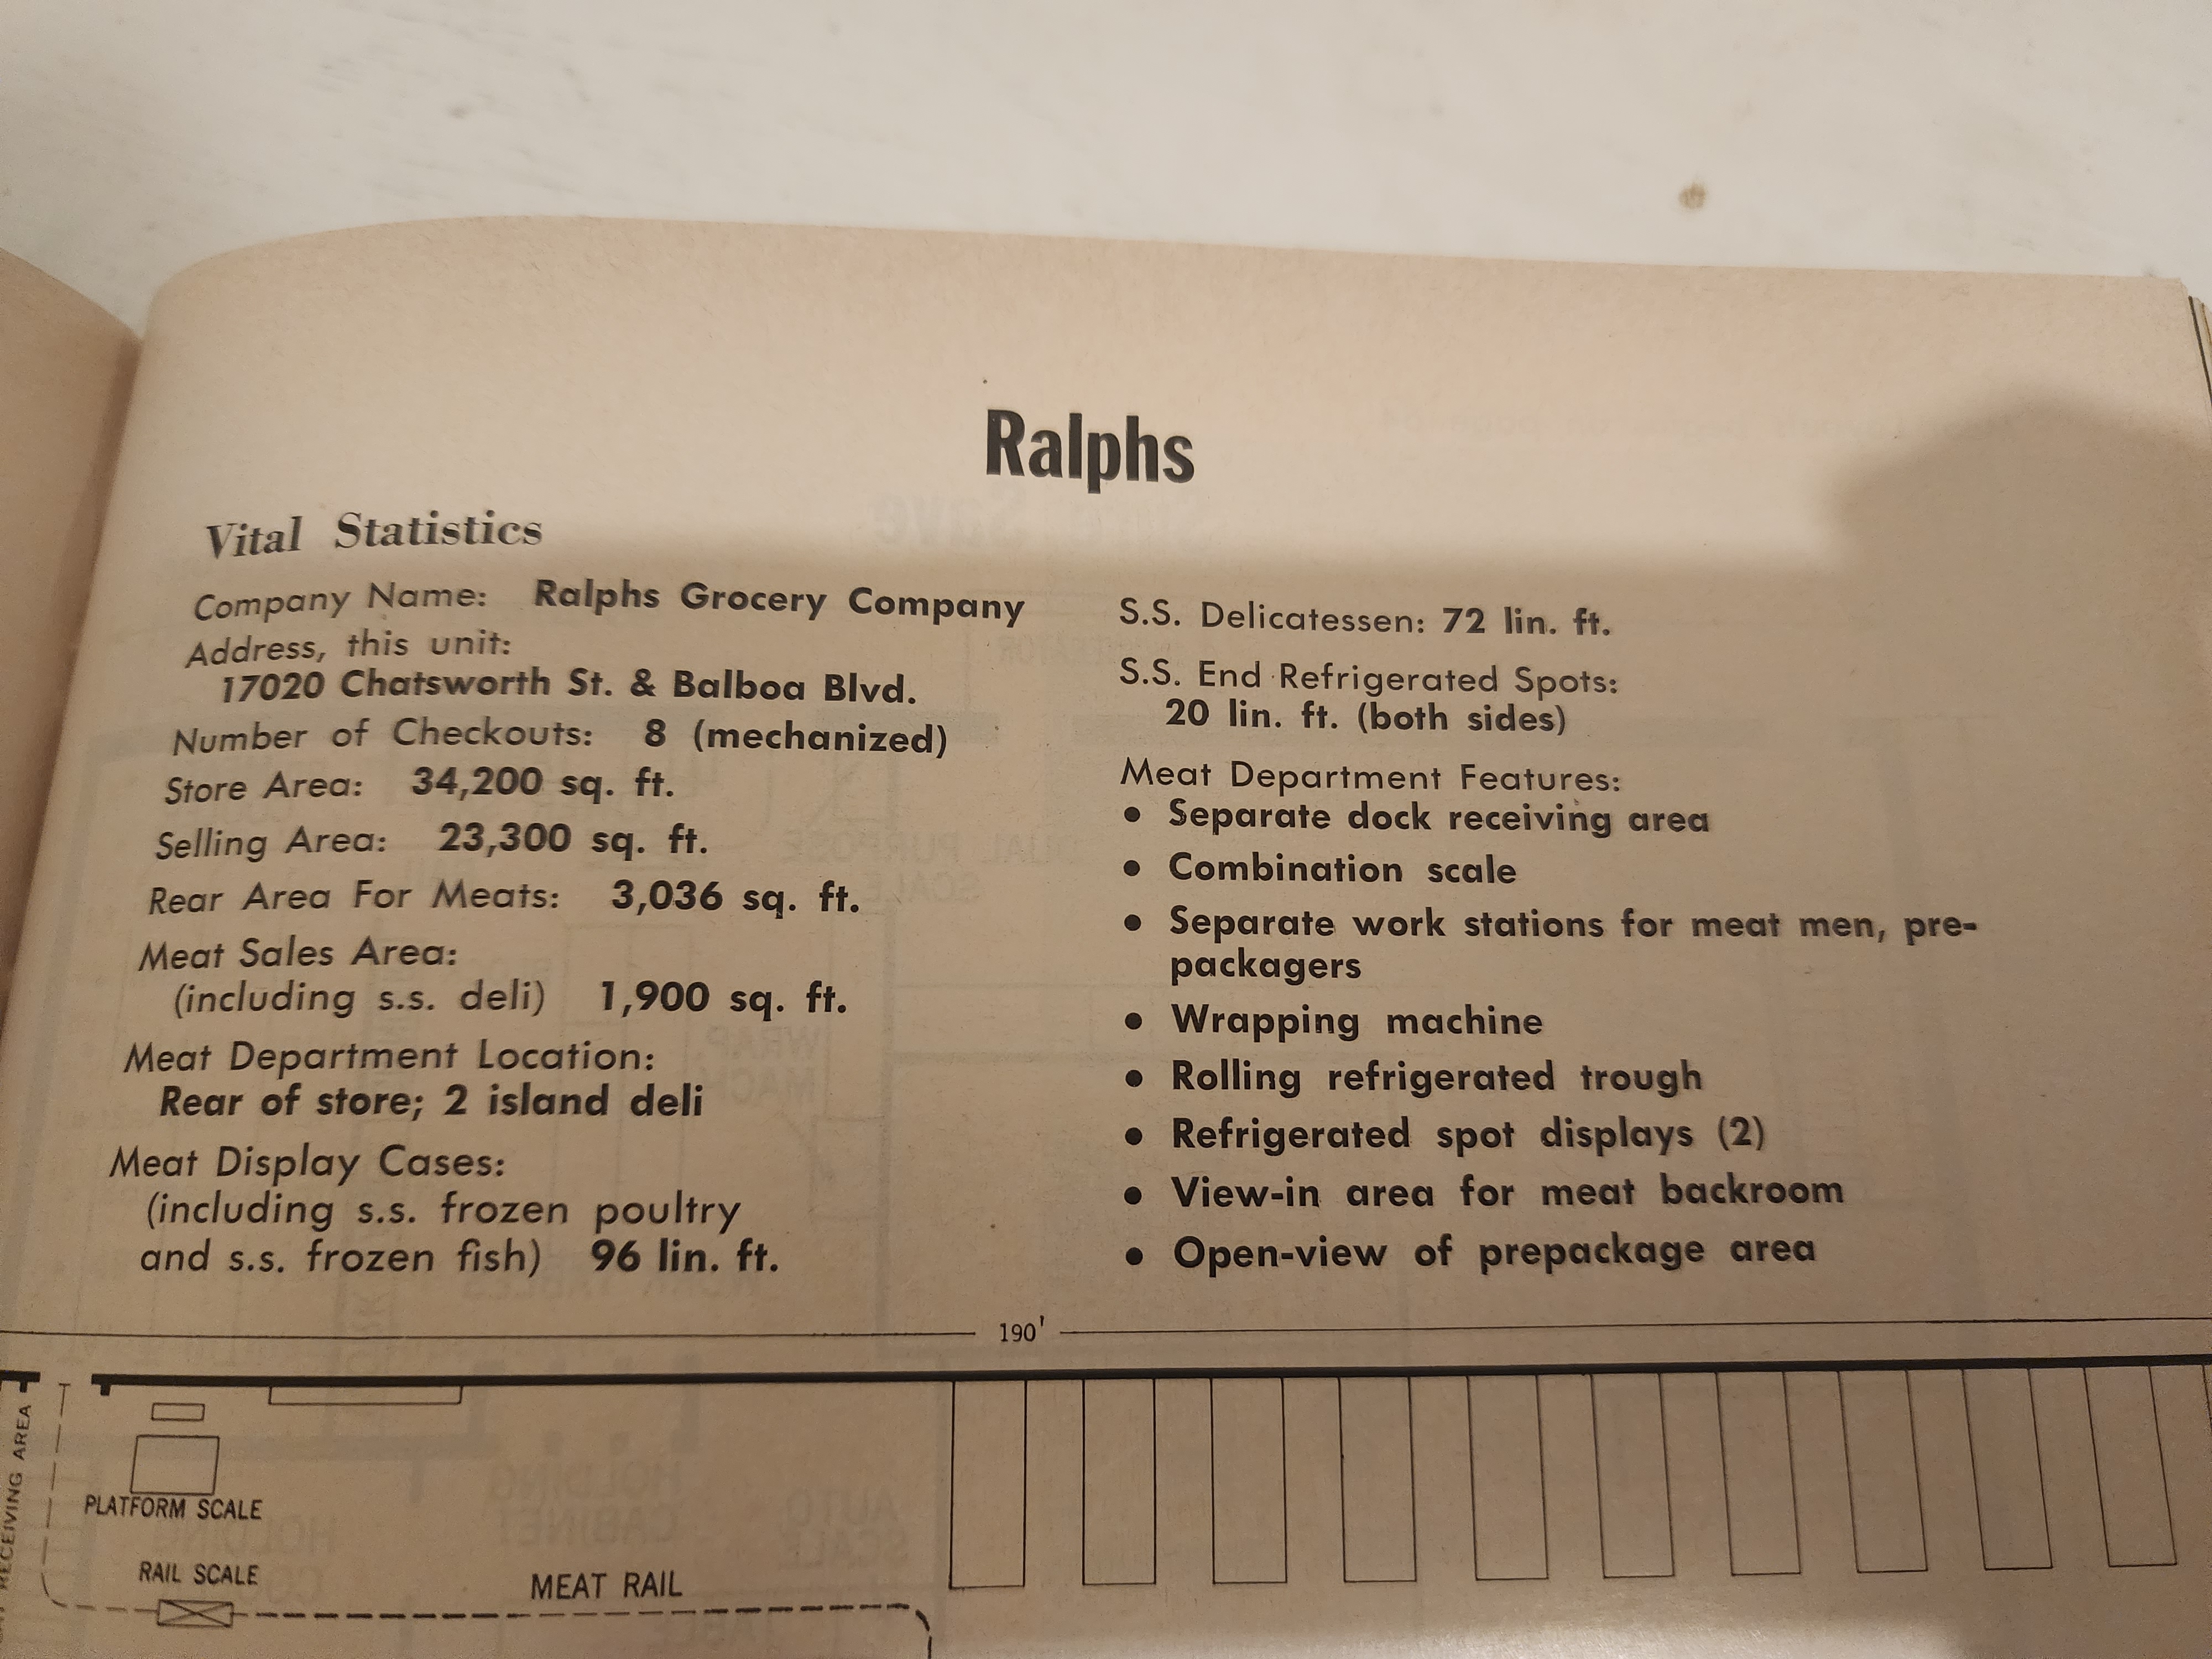 Ralphs
Vital Statistics
Company Name: Ralphs Grocery Company
Address, this unit:
17020 Chatsworth St. & Balboa Blvd.
Number of Checkouts: 8 (mechanized)
Store Area: 34,200 sq. ft.
Selling Area: 23,300 sq. ft.
Rear Area For Meats: 3,036 sq. ft.
Meat Sales Area:
(including s.s. deli) 1,900 sq. ft.
Meat Department Location:
Rear of store; 2 island deli
Meat Display Cases:
(including s.s. frozen poultry
and s.s. frozen fish) 96 lin. ft.
S.S. Delicatessen: 72 lin. ft.
S.S. End Refrigerated Spots:
20 lin. ft. (both sides)
Meat Department Features:
• Separate dock receiving area
• Combination scale
• Separate work stations for meat men, pre-
packagers
• Wrapping machine
• Rolling refrigerated trough
• Refrigerated spot displays (2)
• View-in area for meat backroom
• Open-view of prepackage area
190'
RECEIVING AREA
PLATFORM SCALE
RAIL SCALE
MEAT RAIL